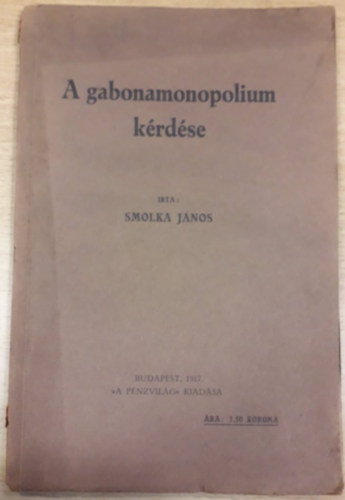 A gabonamonopolium
kérdése
IRTA:
SMOLKA JÁNOS
BUDAPEST, 1917.
«A PÉNZVILÁG» KIADÁSA
ÁRA 1.50 KORONA